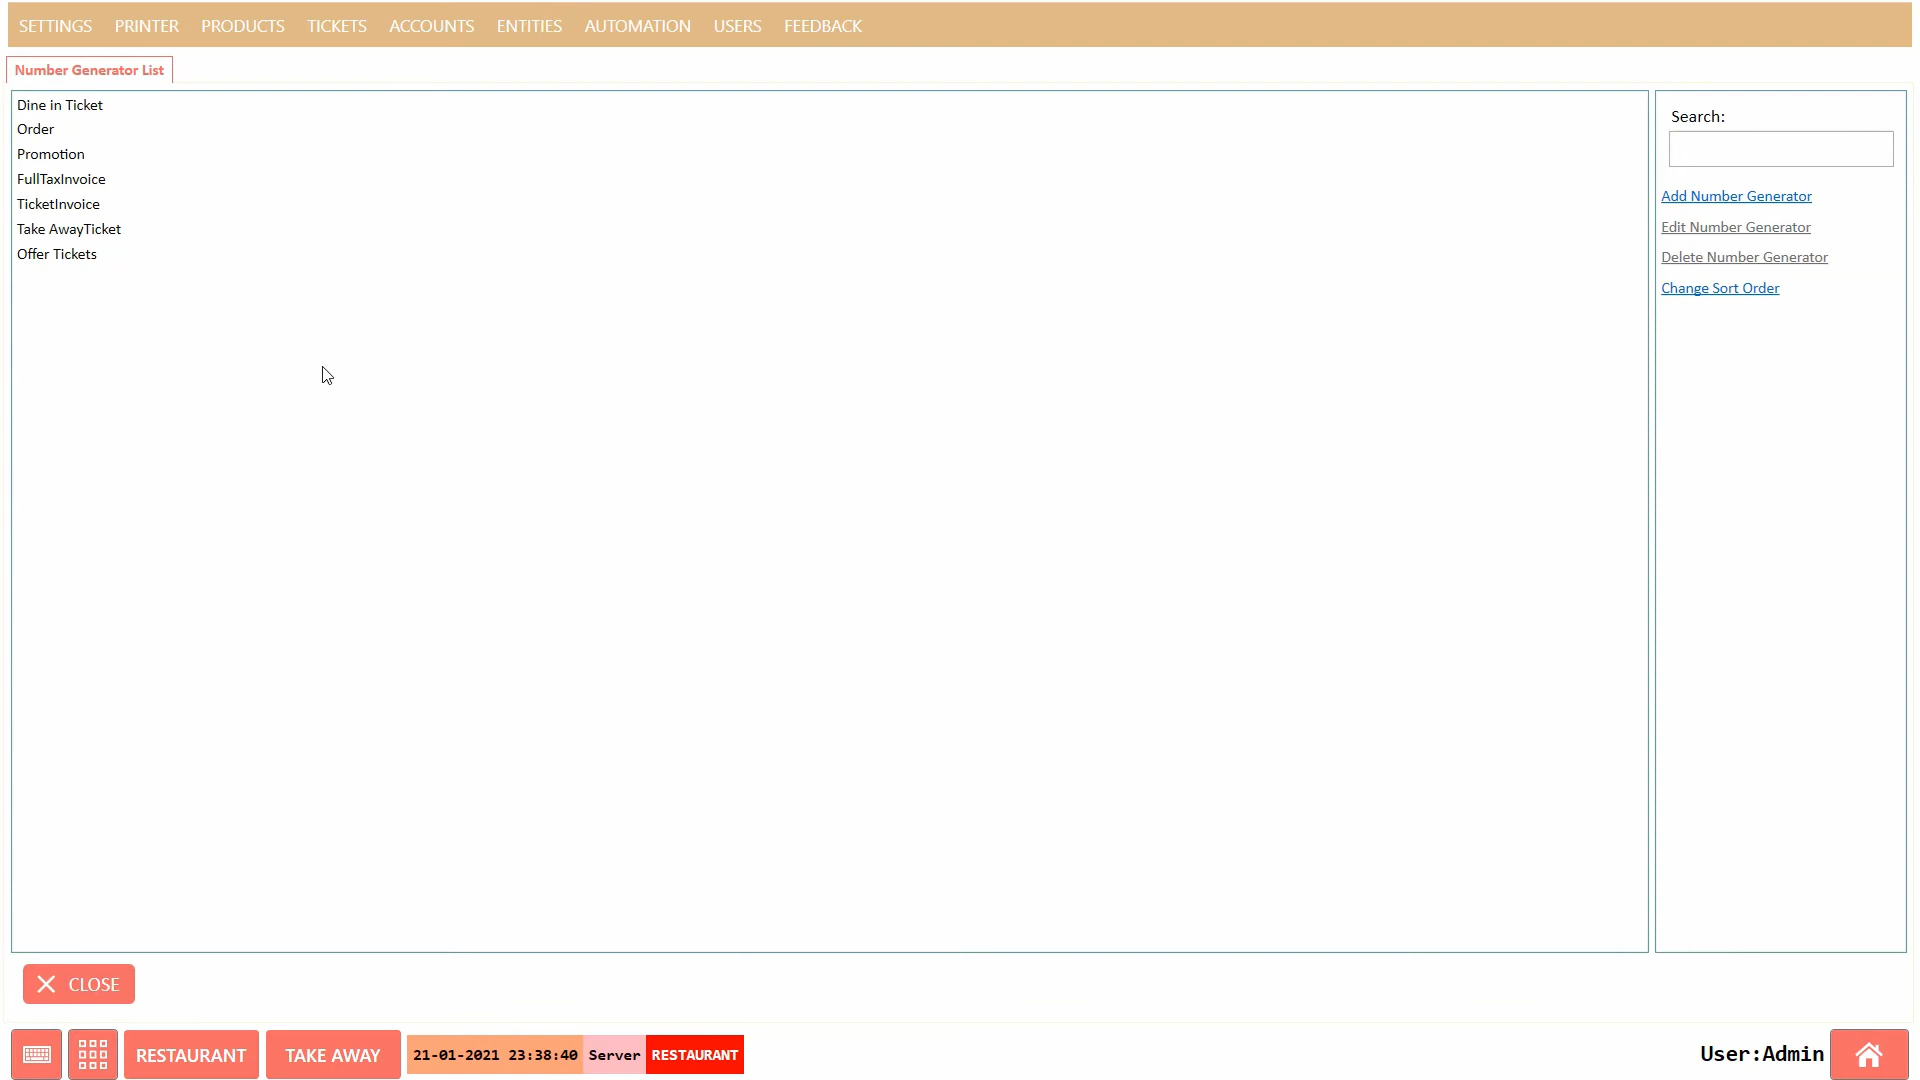 SETTINGS PRINTER PRODUCTS TICKETS ACCOUNTS ENTITIES AUTOMATION USERS FEEDBACK
Number Generator List
Dine in Ticket
Order
Promotion
FullTaxInvoice
TicketInvoice
Take AwayTicket
Offer Tickets
Search:
Add Number Generator
Edit Number Generator
Delete Number Generator
Change Sort Order
CLOSE
RESTAURANT TAKE AWAY 21-01-2021 23:38:40 Server RESTAURANT User:Admin